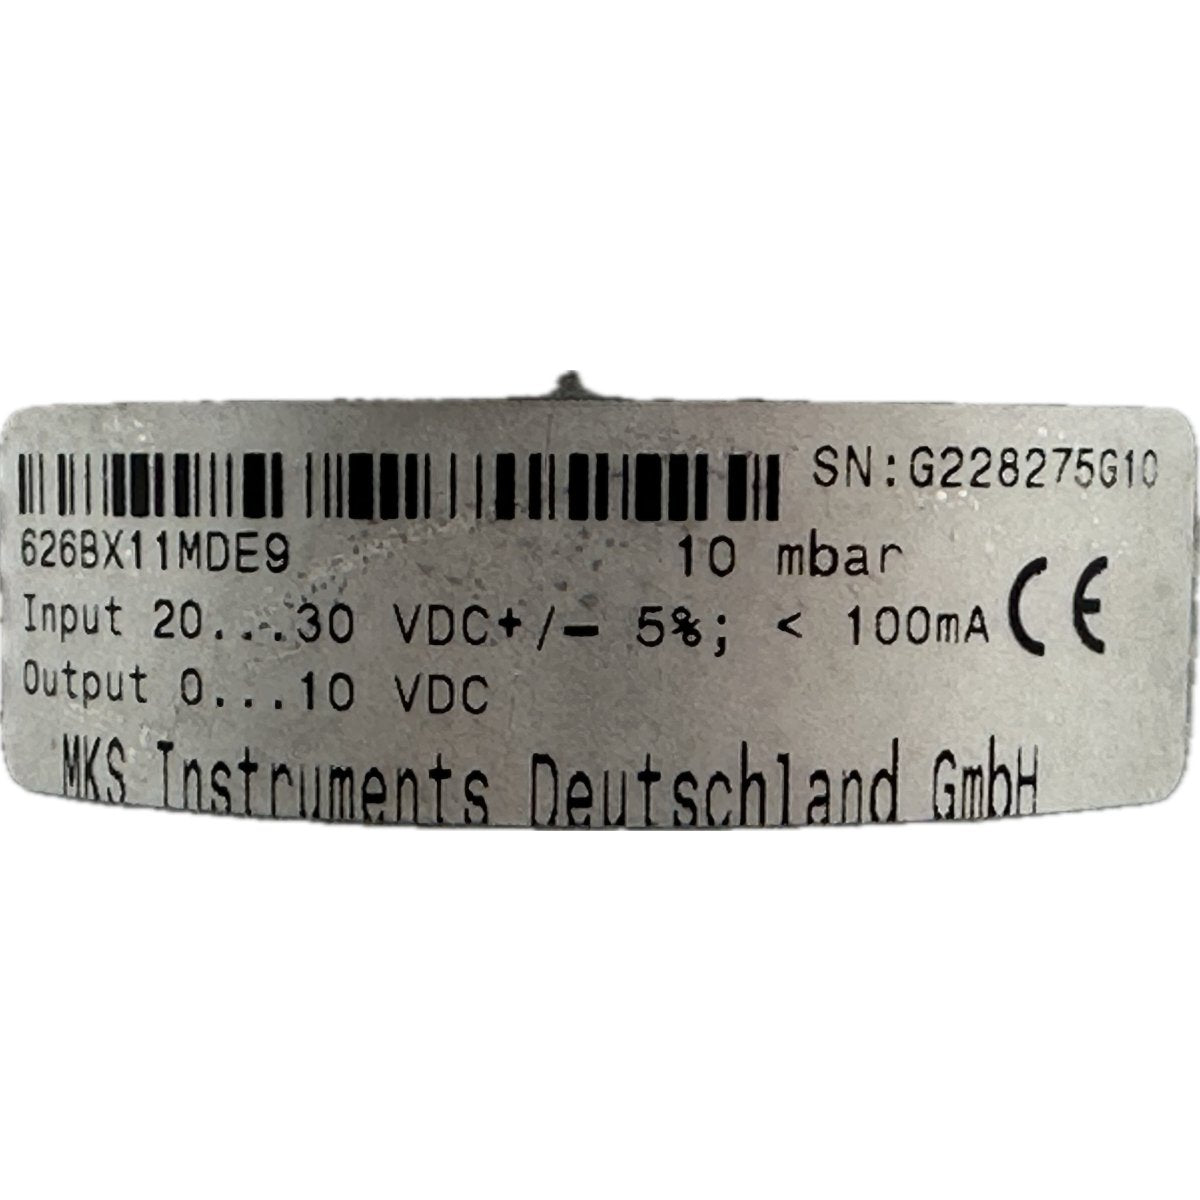 SN:G228275G10
626BX11MDE9 10 mbar
Input 20...30 VDC+/- 5%; < 100mA CE
Output 0...10 VDC
MKS Instruments Deutschland GmbH